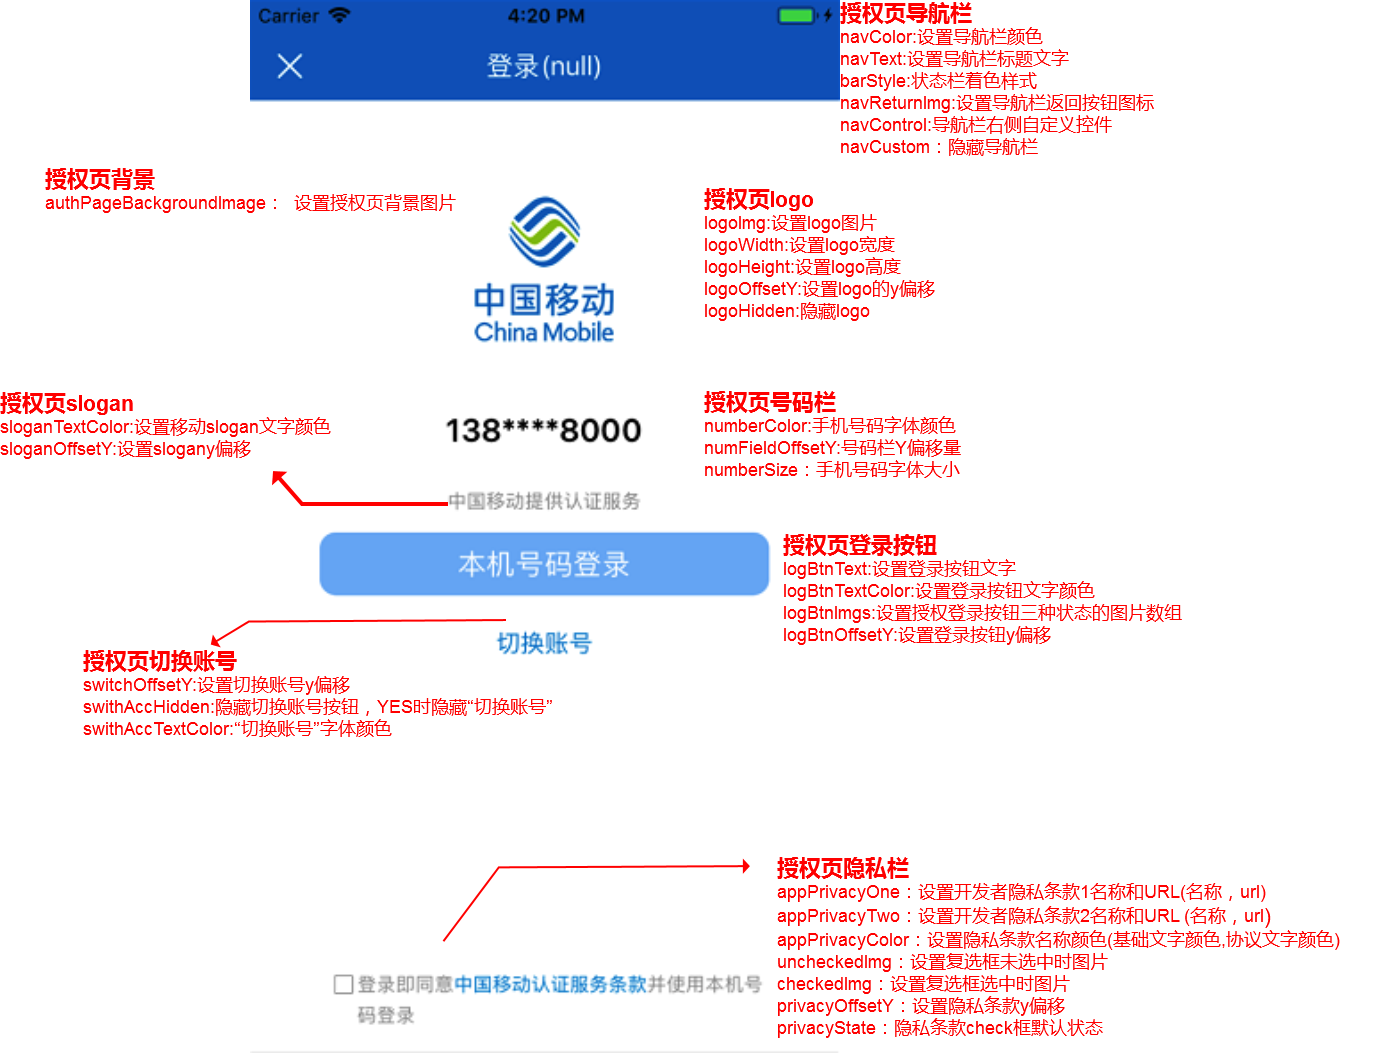 Carrier
4:20 PM
登录(null)
授权页导航栏
navColor:设置导航栏颜色
navText:设置导航栏标题文字
barStyle:状态栏着色样式
navReturnImg:设置导航栏返回按钮图标
navControl:导航栏右侧自定义控件
navCustom：隐藏导航栏
授权页背景
authPageBackgroundImage： 设置授权页背景图片
中国移动
China Mobile
授权页logo
logoImg:设置logo图片
logoWidth:设置logo宽度
logoHeight:设置logo高度
logoOffsetY:设置logo的y偏移
logoHidden:隐藏logo
授权页slogan
sloganTextColor:设置移动slogan文字颜色
sloganOffsetY:设置slogany偏移
138****8000
授权页号码栏
numberColor:手机号码字体颜色
numFieldOffsetY:号码栏Y偏移量
numberSize：手机号码字体大小
中国移动提供认证服务
本机号码登录
授权页登录按钮
logBtnText:设置登录按钮文字
logBtnTextColor:设置登录按钮文字颜色
logBtnImgs:设置授权登录按钮三种状态的图片数组
logBtnOffsetY:设置登录按钮y偏移
切换账号
授权页切换账号
switchOffsetY:设置切换账号y偏移
swithAccHidden:隐藏切换账号按钮，YES时隐藏“切换账号”
swithAccTextColor:“切换账号”字体颜色
授权页隐私栏
appPrivacyOne：设置开发者隐私条款1名称和URL(名称，url)
appPrivacyTwo：设置开发者隐私条款2名称和URL (名称，url)
appPrivacyColor：设置隐私条款名称颜色(基础文字颜色,协议文字颜色)
uncheckedImg：设置复选框未选中时图片
checkedImg：设置复选框选中时图片
privacyOffsetY：设置隐私条款y偏移
privacyState：隐私条款check框默认状态
登录即同意中国移动认证服务条款并使用本机号
码登录